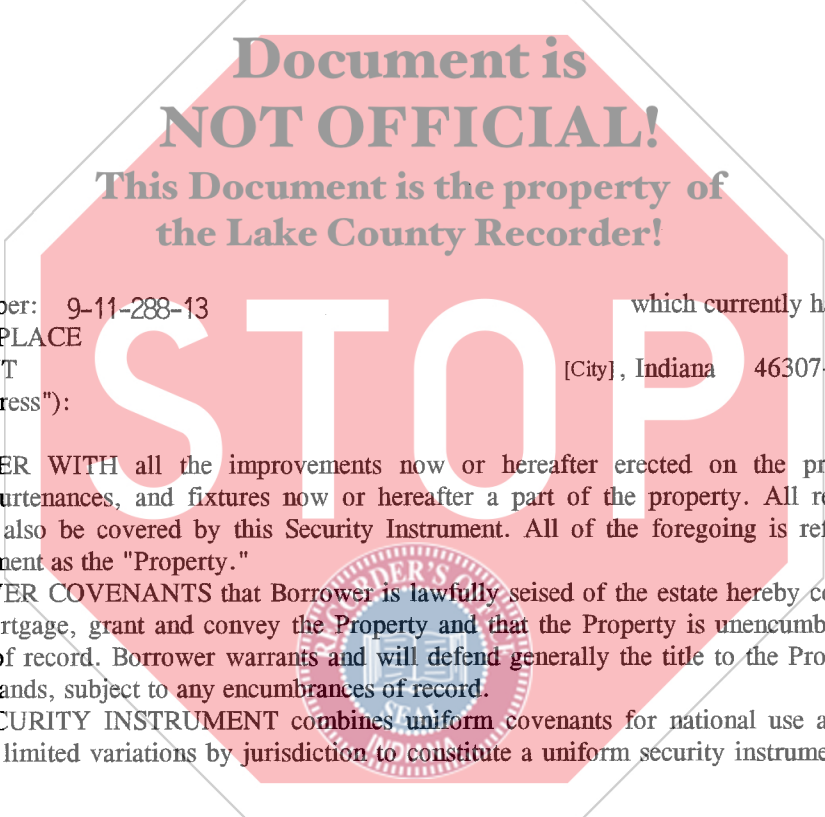 Document is
NOT OFFICIAL!
This Document is the property of
the Lake County Recorder!
ber: 9-11-288-13 which currently ha
PLACE
T [City], Indiana 46307-
ress"):
STOP
ER WITH all the improvements now or hereafter erected on the pr
urtenances, and fixtures now or hereafter a part of the property. All re
also be covered by this Security Instrument. All of the foregoing is ref
ment as the "Property."
VER COVENANTS that Borrower is lawfully seised of the estate hereby co
rtgage, grant and convey the Property and that the Property is unencumb
of record. Borrower warrants and will defend generally the title to the Pro
ands, subject to any encumbrances of record.
CURITY INSTRUMENT combines uniform covenants for national use a
limited variations by jurisdiction to constitute a uniform security instrume
SEAL